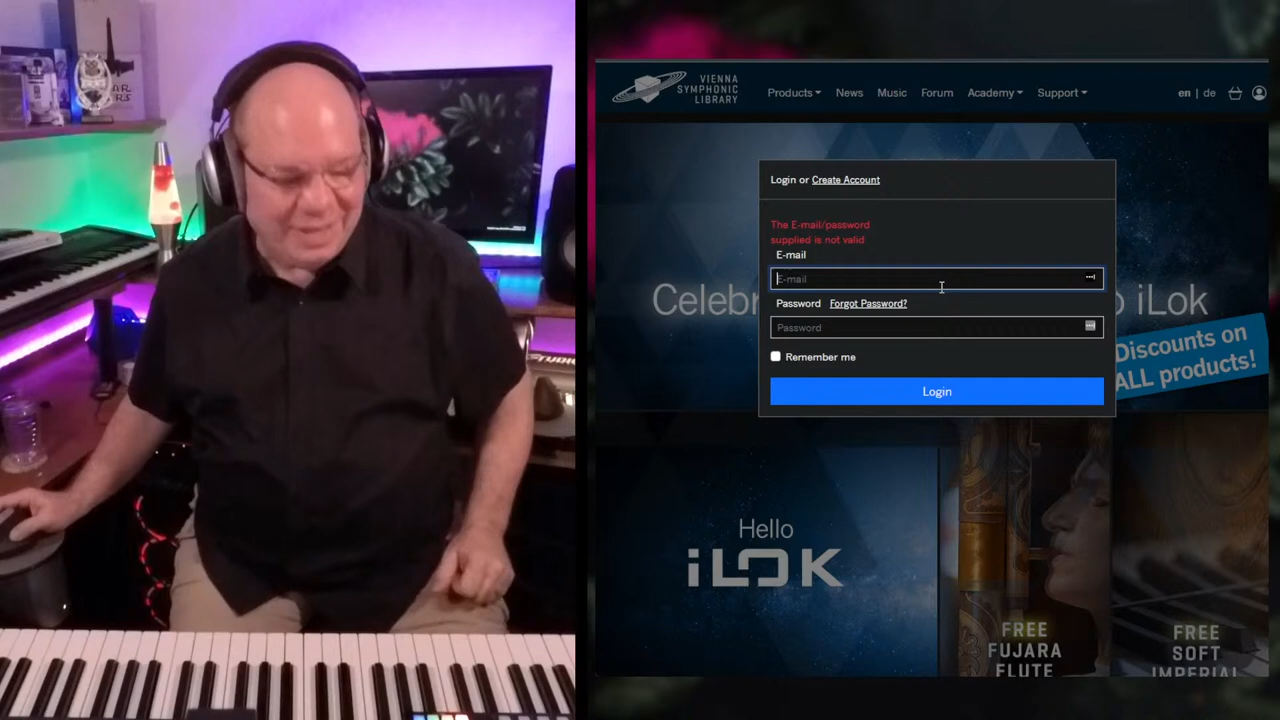 VIENNA
SYMPHONIC
LIBRARY
Products
News
Music
Forum
Academy
Support
en | de
Login or Create Account
The E-mail/password
supplied is not valid
E-mail
E-mail
Password Forgot Password?
Password
Remember me
Login
Celebr
o iLok
Discounts on
ALL products!
Hello
iLOK
FREE
FUJARA
FLUTE
FREE
SOFT
IMPERIAL